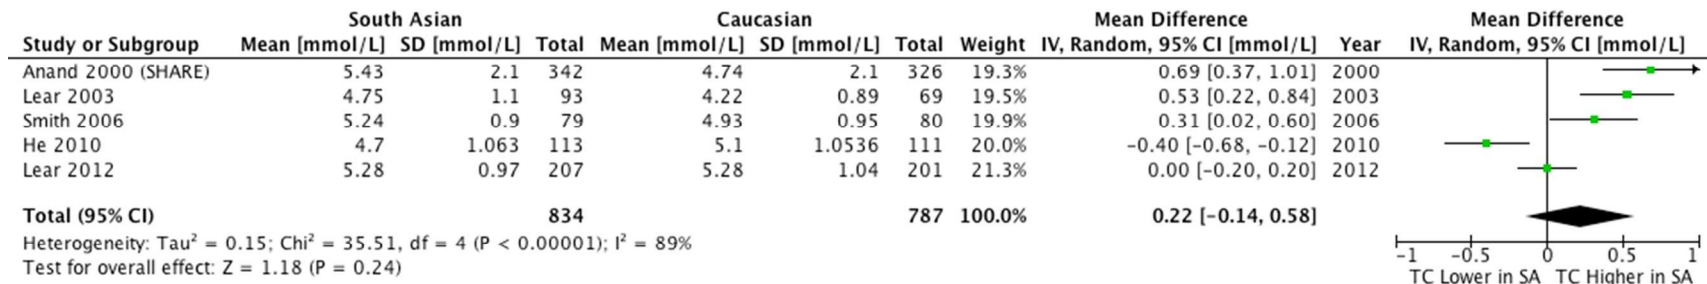 South Asian Caucasian Mean Difference Mean Difference
Study or Subgroup Mean [mmol/L] SD [mmol/L] Total Mean [mmol/L] SD [mmol/L] Total Weight IV, Random, 95% CI [mmol/L] Year IV, Random, 95% CI [mmol/L]
Anand 2000 (SHARE) 5.43 2.1 342 4.74 2.1 326 19.3% 0.69 [0.37, 1.01] 2000
Lear 2003 4.75 1.1 93 4.22 0.89 69 19.5% 0.53 [0.22, 0.84] 2003
Smith 2006 5.24 0.9 79 4.93 0.95 80 19.9% 0.31 [0.02, 0.60] 2006
He 2010 4.7 1.063 113 5.1 1.0536 111 20.0% −0.40 [−0.68, −0.12] 2010
Lear 2012 5.28 0.97 207 5.28 1.04 201 21.3% 0.00 [−0.20, 0.20] 2012
Total (95% CI) 834 787 100.0% 0.22 [−0.14, 0.58]
Heterogeneity: Tau² = 0.15; Chi² = 35.51, df = 4 (P < 0.00001); I² = 89%
Test for overall effect: Z = 1.18 (P = 0.24)
−1 −0.5 0 0.5 1
TC Lower in SA TC Higher in SA